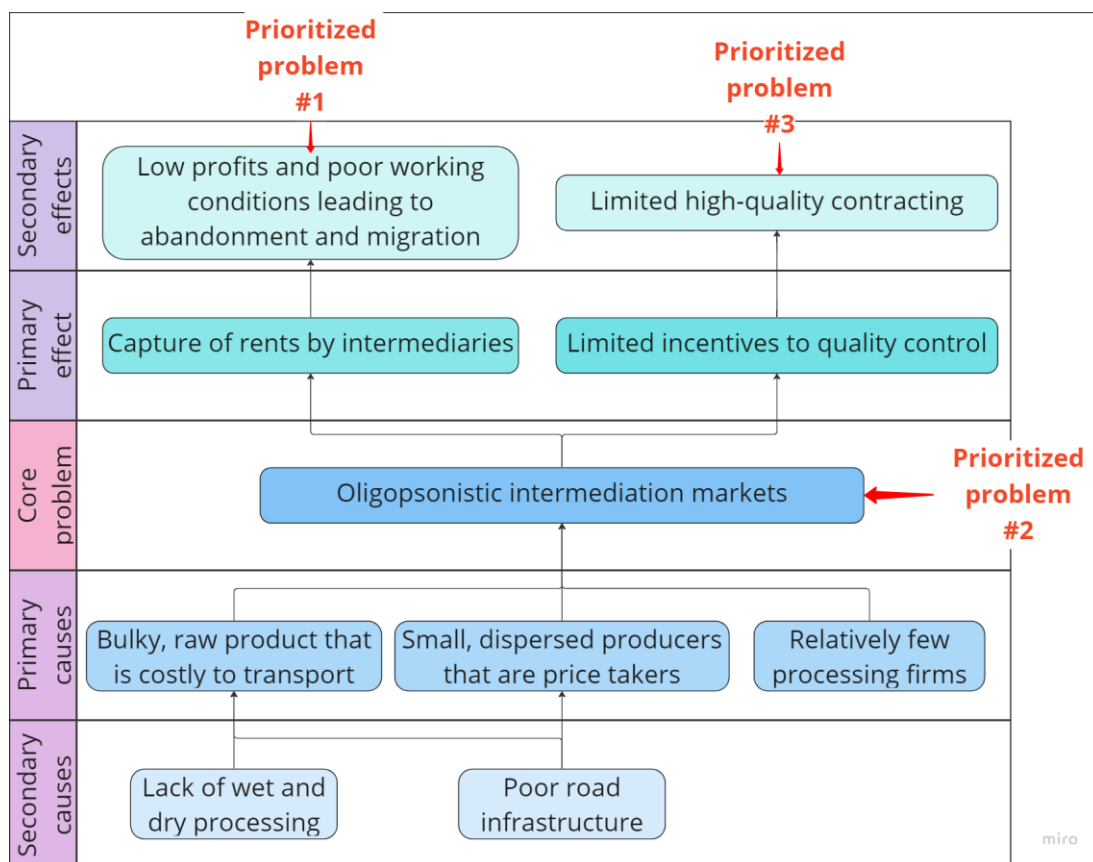 Prioritized
problem
#1
Prioritized
problem
#3
Secondary
effects
Low profits and poor working
conditions leading to
abandonment and migration
Limited high-quality contracting
Primary
effect
Capture of rents by intermediaries
Limited incentives to quality control
Core
problem
Oligopsonistic intermediation markets
Prioritized
problem
#2
Primary
causes
Bulky, raw product that
is costly to transport
Small, dispersed producers
that are price takers
Relatively few
processing firms
Secondary
causes
Lack of wet and
dry processing
Poor road
infrastructure
miro